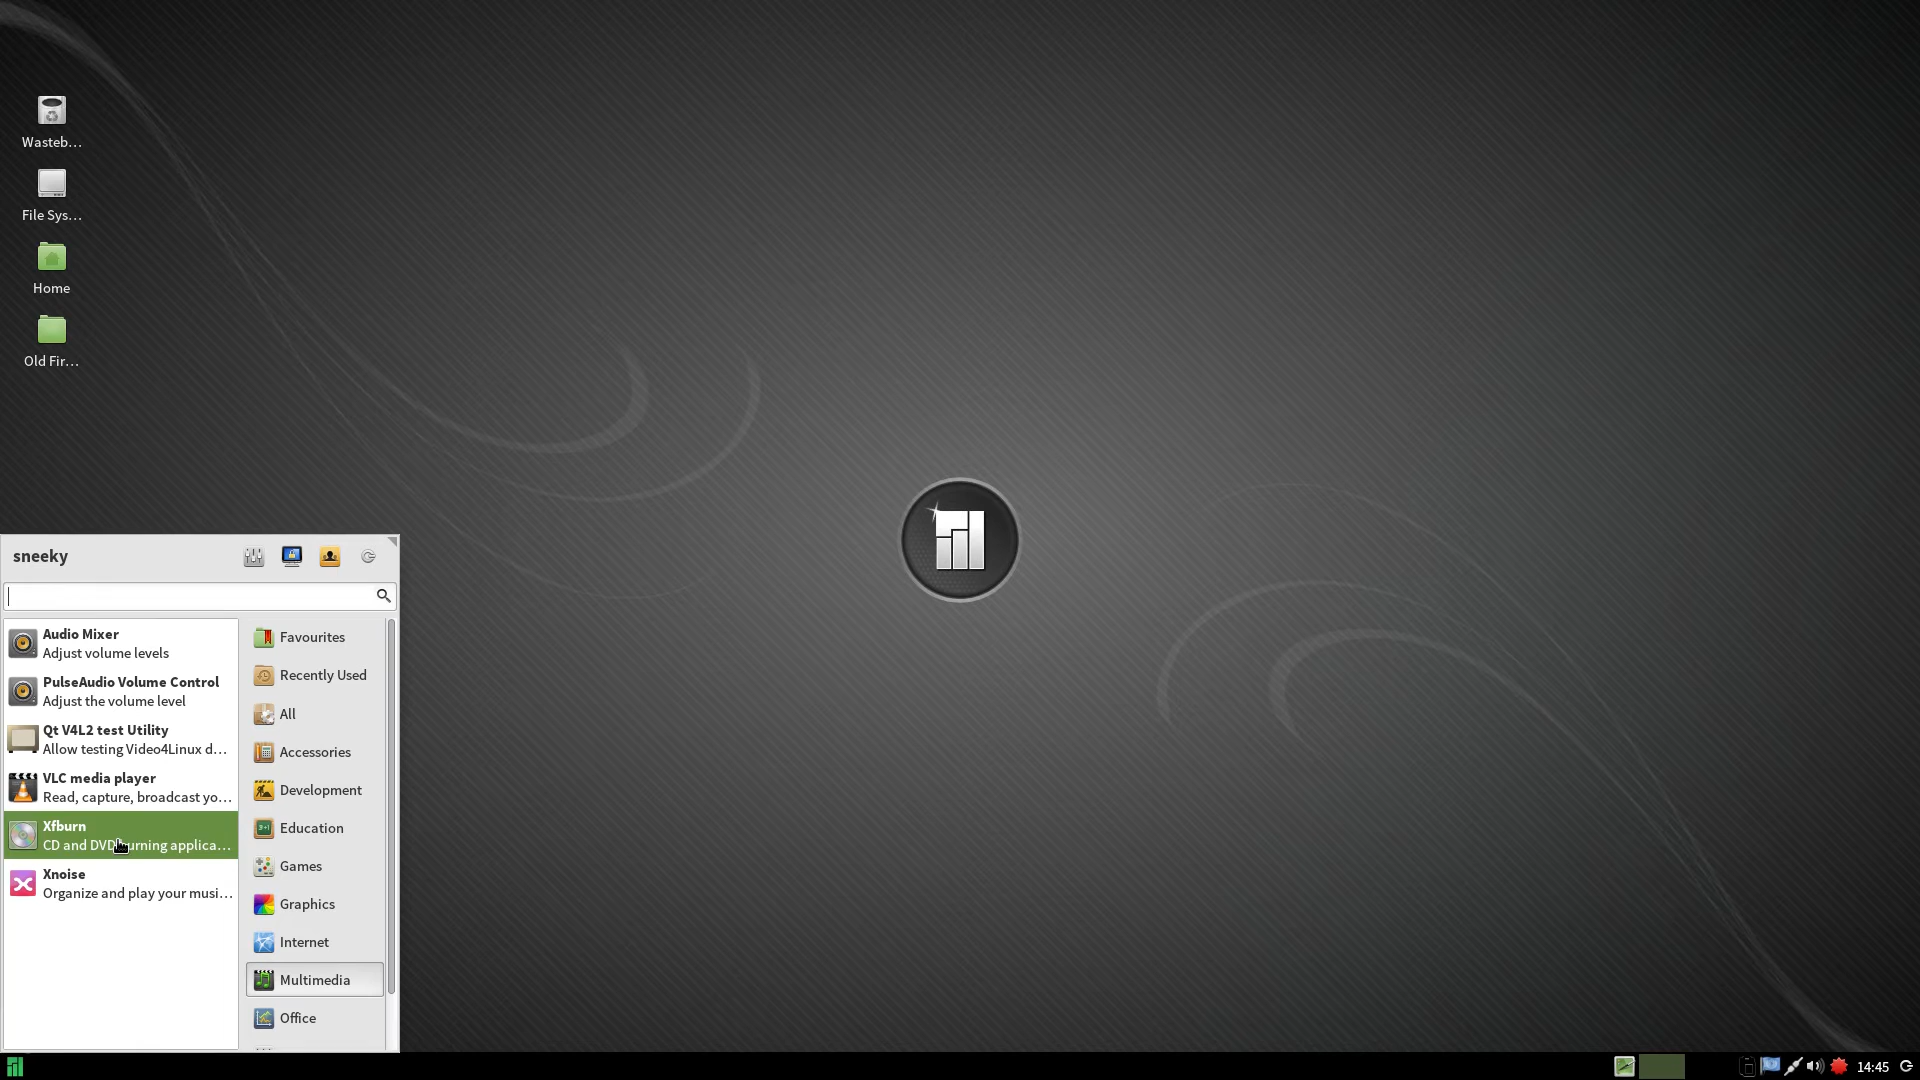 Wasteb...
File Sys...
Home
Old Fir...
sneeky
Audio Mixer
Adjust volume levels
PulseAudio Volume Control
Adjust the volume level
Qt V4L2 test Utility
Allow testing Video4Linux d...
VLC media player
Read, capture, broadcast yo...
Xfburn
CD and DVD burning applica...
Xnoise
Organize and play your musi...
Favourites
Recently Used
All
Accessories
Development
Education
Games
Graphics
Internet
Multimedia
Office
14:45